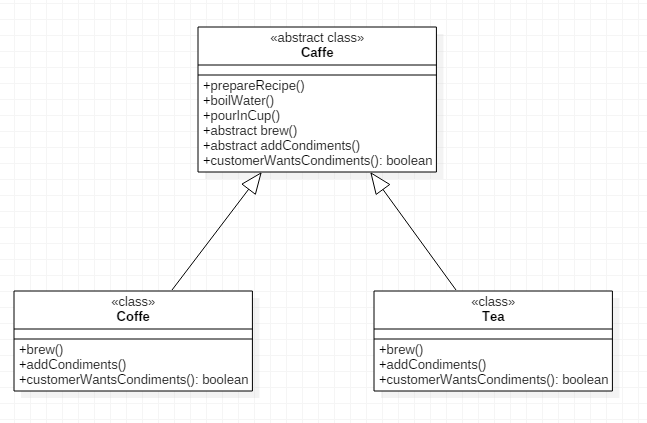 «abstract class»
Caffe
+prepareRecipe()
+boilWater()
+pourInCup()
+abstract brew()
+abstract addCondiments()
+customerWantsCondiments(): boolean
«class»
Coffe
+brew()
+addCondiments()
+customerWantsCondiments(): boolean
«class»
Tea
+brew()
+addCondiments()
+customerWantsCondiments(): boolean